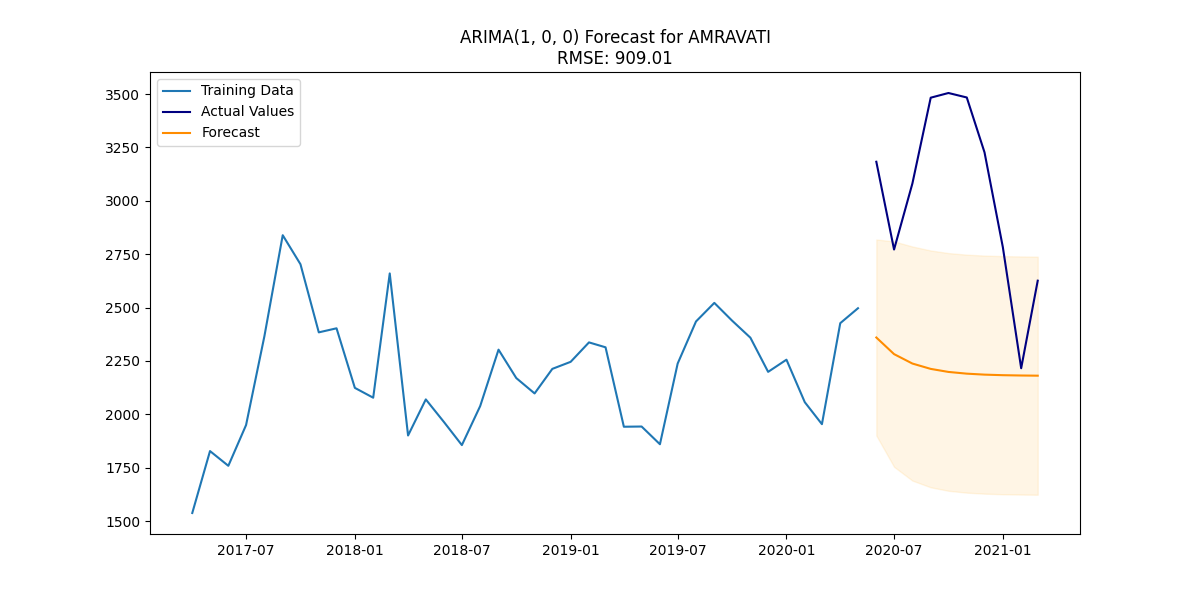 ARIMA(1, 0, 0) Forecast for AMRAVATI
RMSE: 909.01
Training Data
Actual Values
Forecast
3500
3250
3000
2750
2500
2250
2000
1750
1500
2017-07 2018-01 2018-07 2019-01 2019-07 2020-01 2020-07 2021-01